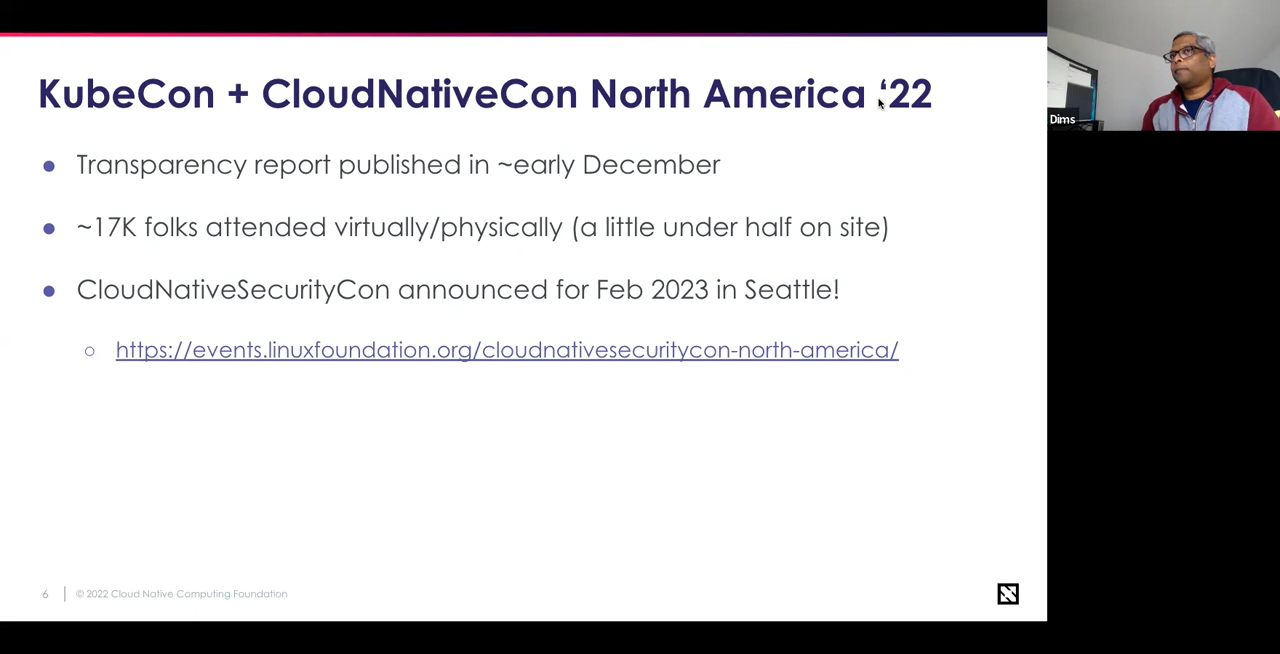 KubeCon + CloudNativeCon North America ‘22
● Transparency report published in ~early December
● ~17K folks attended virtually/physically (a little under half on site)
● CloudNativeSecurityCon announced for Feb 2023 in Seattle!
○ https://events.linuxfoundation.org/cloudnativesecuritycon-north-america/
6
© 2022 Cloud Native Computing Foundation
Dims